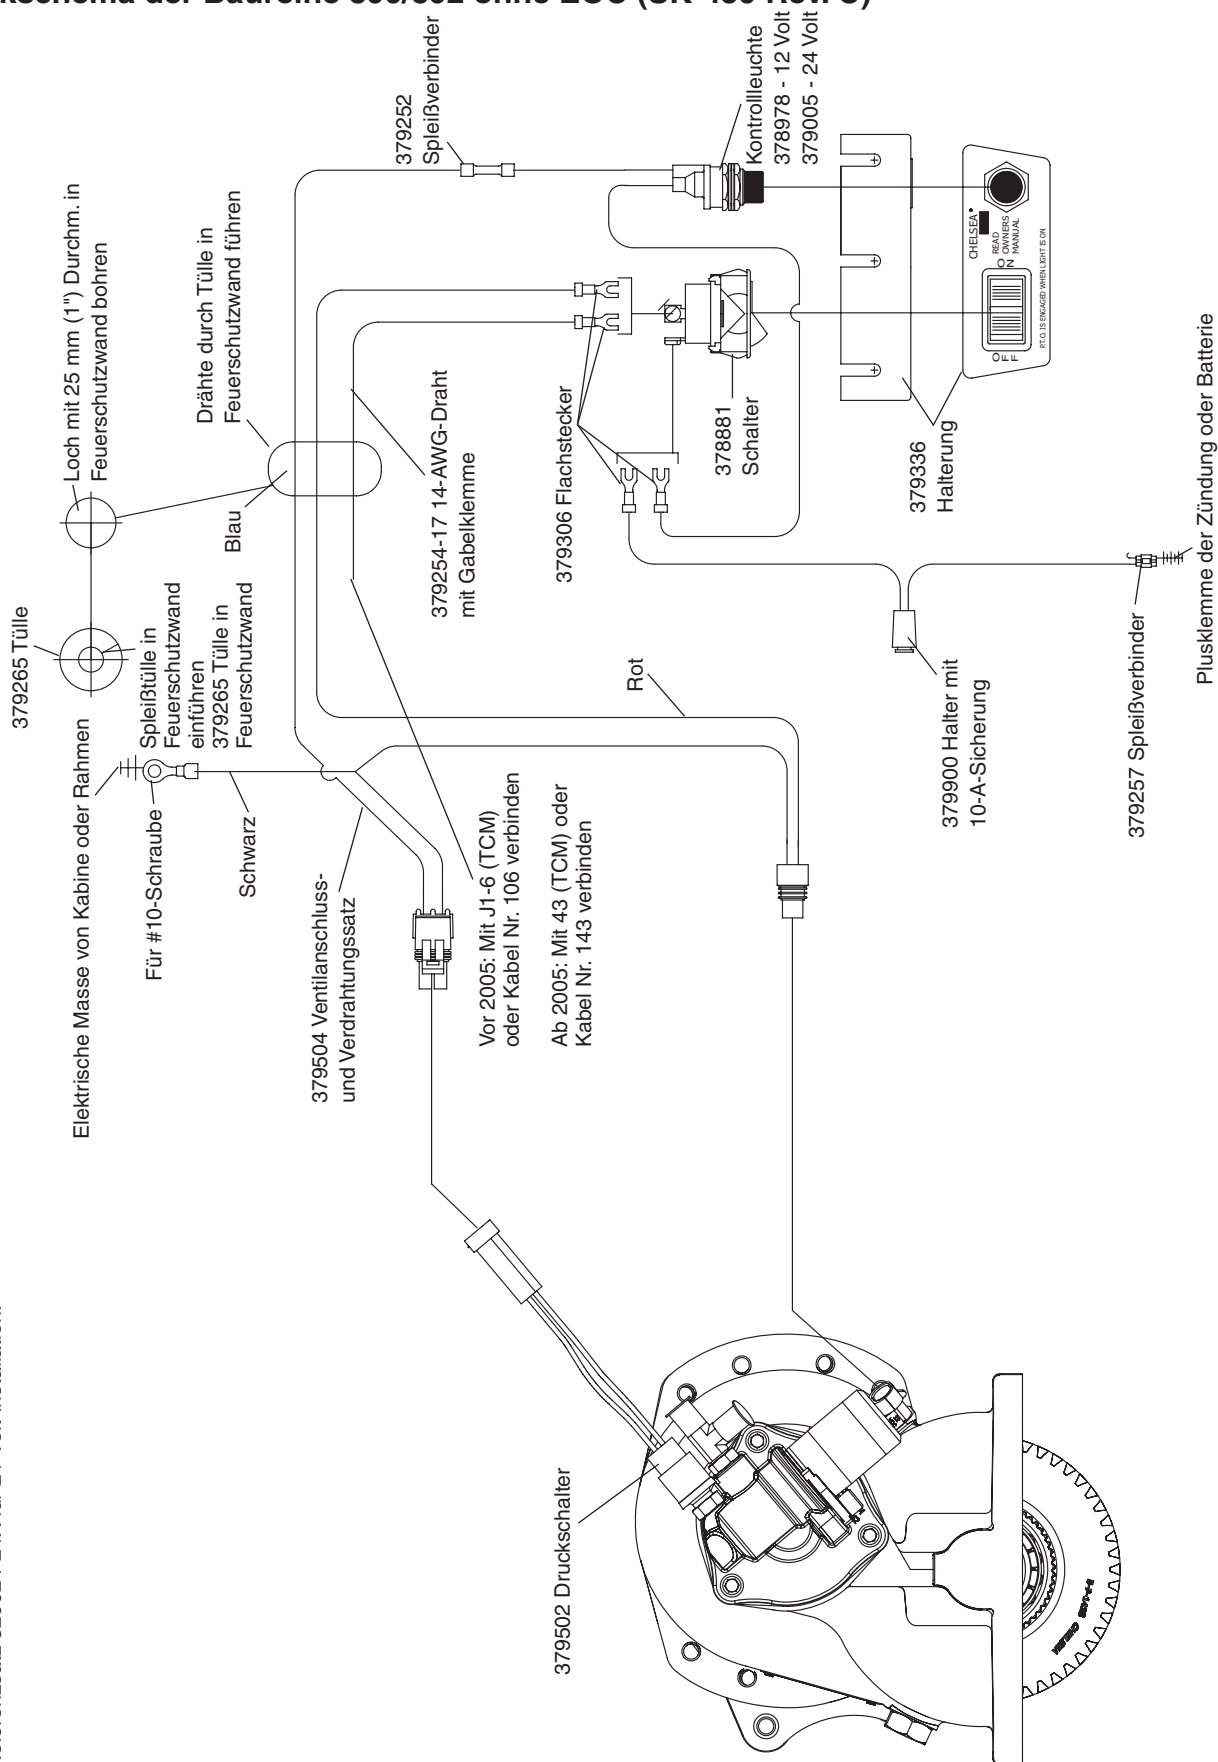 379265 Tülle
Loch mit 25 mm (1") Durchm. in
Feuerschutzwand bohren
Elektrische Masse von Kabine oder Rahmen
Spleißtülle in
Feuerschutzwand
einführen
379265 Tülle in
Feuerschutzwand
Für #10-Schraube
Schwarz
Blau
Drähte durch Tülle in
Feuerschutzwand führen
379252
Spleißverbinder
379504 Ventilanschluss-
und Verdrahtungssatz
379254-17 14-AWG-Draht
mit Gabelklemme
Vor 2005: Mit J1-6 (TCM)
oder Kabel Nr. 106 verbinden
Ab 2005: Mit 43 (TCM) oder
Kabel Nr. 143 verbinden
379306 Flachstecker
Rot
378881
Schalter
Kontrollleuchte
378978 - 12 Volt
379005 - 24 Volt
379336
Halterung
CHELSEA
READ
OWNERS
MANUAL
ON
OFF
P.T.O. IS ENGAGED WHEN LIGHT IS ON
379900 Halter mit
10-A-Sicherung
379257 Spleißverbinder
Plusklemme der Zündung oder Batterie
379502 Druckschalter
CHELSEA